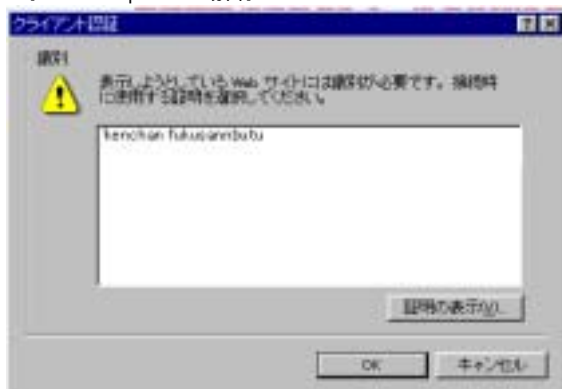 クライアント認証
識別
表示しようとしている Web サイトには識別が必要です。接続時
に使用する証明を選択してください。
kenchan fukusannbutu
証明の表示(V)...
OK
キャンセル